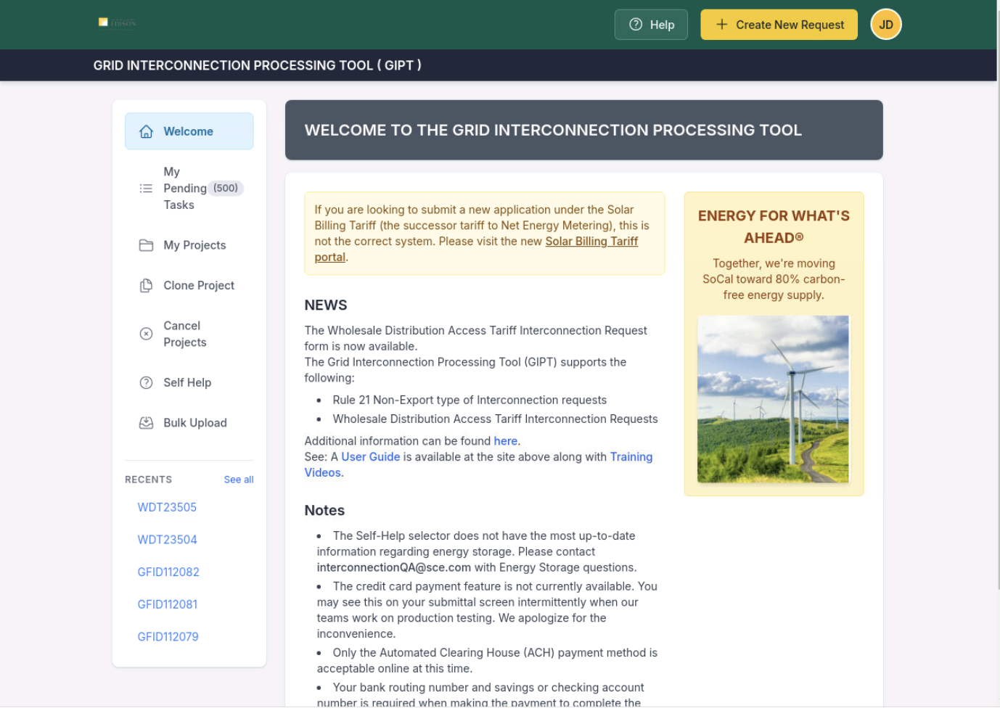 EDISON
Help
Create New Request
JD
GRID INTERCONNECTION PROCESSING TOOL ( GIPT )
Welcome
My
Pending (500)
Tasks
My Projects
Clone Project
Cancel
Projects
Self Help
Bulk Upload
RECENTS See all
WDT23505
WDT23504
GFID112082
GFID112081
GFID112079
WELCOME TO THE GRID INTERCONNECTION PROCESSING TOOL
If you are looking to submit a new application under the Solar
Billing Tariff (the successor tariff to Net Energy Metering), this is
not the correct system. Please visit the new Solar Billing Tariff
portal.
NEWS
The Wholesale Distribution Access Tariff Interconnection Request
form is now available.
The Grid Interconnection Processing Tool (GIPT) supports the
following:
• Rule 21 Non-Export type of Interconnection requests
• Wholesale Distribution Access Tariff Interconnection Requests
Additional information can be found here.
See: A User Guide is available at the site above along with Training
Videos.
Notes
• The Self-Help selector does not have the most up-to-date
information regarding energy storage. Please contact
interconnectionQA@sce.com with Energy Storage questions.
• The credit card payment feature is not currently available. You
may see this on your submittal screen intermittently when our
teams work on production testing. We apologize for the
inconvenience.
• Only the Automated Clearing House (ACH) payment method is
acceptable online at this time.
• Your bank routing number and savings or checking account
number is required when making the payment to complete the
ENERGY FOR WHAT'S
AHEAD®
Together, we're moving
SoCal toward 80% carbon-
free energy supply.